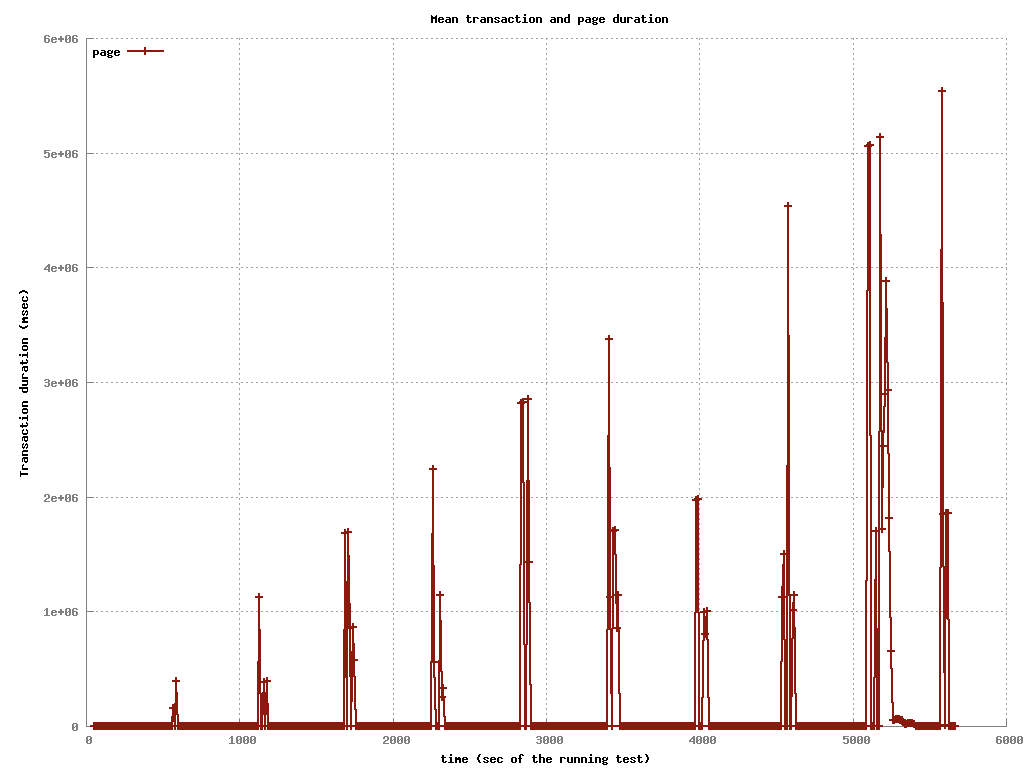 Mean transaction and page duration
6e+06
page
5e+06
4e+06
3e+06
2e+06
1e+06
0
Transaction duration (msec)
0 1000 2000 3000 4000 5000 6000
time (sec of the running test)